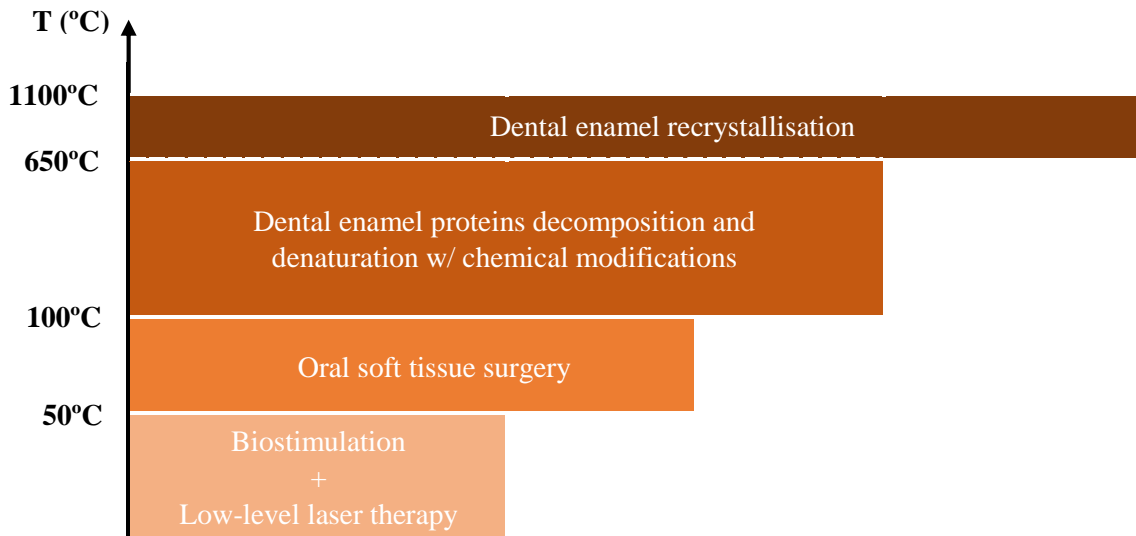 T (ºC)
1100ºC
Dental enamel recrystallisation
650ºC
Dental enamel proteins decomposition and
denaturation w/ chemical modifications
100ºC
Oral soft tissue surgery
50ºC
Biostimulation
+
Low-level laser therapy